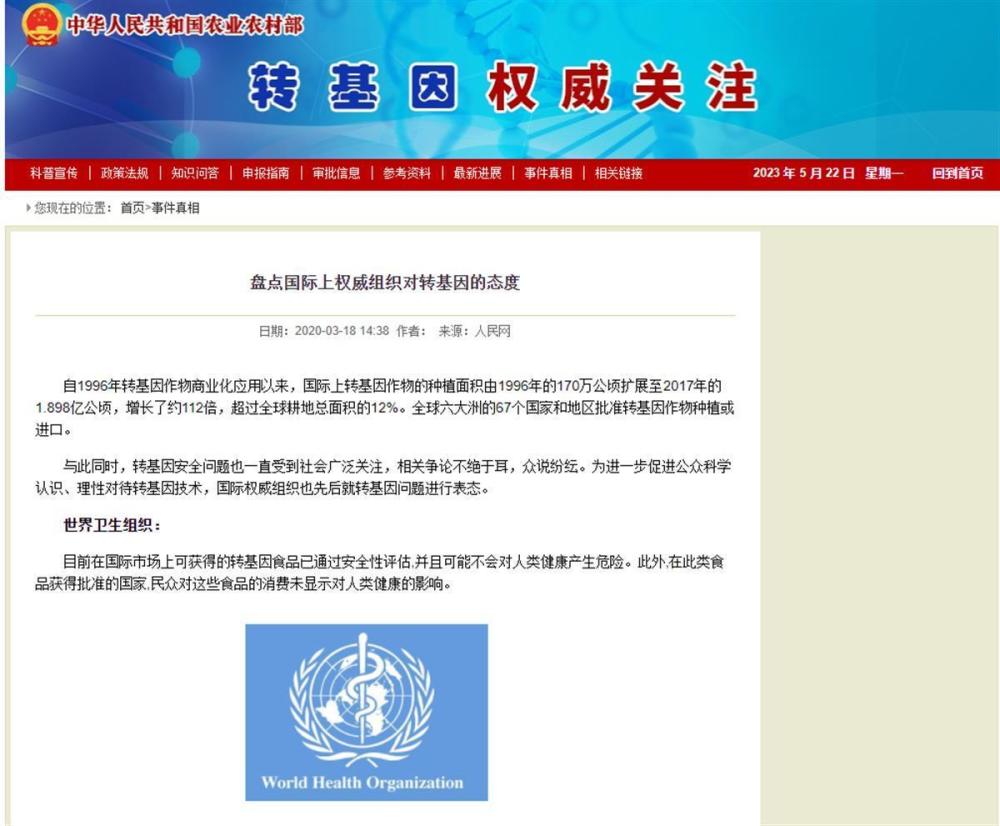 中华人民共和国农业农村部
转基因 权威关注
科普宣传 | 政策法规 | 知识问答 | 申报指南 | 审批信息 | 参考资料 | 最新进展 | 事件真相 | 相关链接 2023 年 5 月 22 日 星期一 回到首页
您现在的位置： 首页>事件真相
盘点国际上权威组织对转基因的态度
日期：2020-03-18 14:38 作者： 来源：人民网
自1996年转基因作物商业化应用以来，国际上转基因作物的种植面积由1996年的170万公顷扩展至2017年的
1.898亿公顷，增长了约112倍，超过全球耕地总面积的12%。全球六大洲的67个国家和地区批准转基因作物种植或
进口。
与此同时，转基因安全问题也一直受到社会广泛关注，相关争论不绝于耳，众说纷纭。为进一步促进公众科学
认识、理性对待转基因技术，国际权威组织也先后就转基因问题进行表态。
世界卫生组织：
目前在国际市场上可获得的转基因食品已通过安全性评估,并且可能不会对人类健康产生危险。此外,在此类食
品获得批准的国家,民众对这些食品的消费未显示对人类健康的影响。
World Health Organization